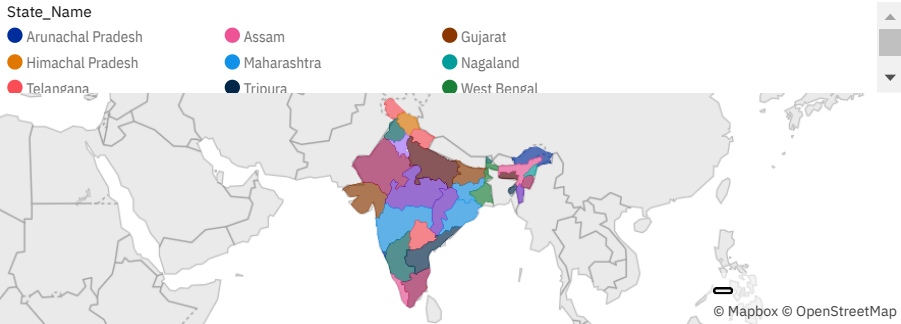 State_Name
Arunachal Pradesh Assam Gujarat
Himachal Pradesh Maharashtra Nagaland
Telangana Tripura West Bengal
© Mapbox © OpenStreetMap